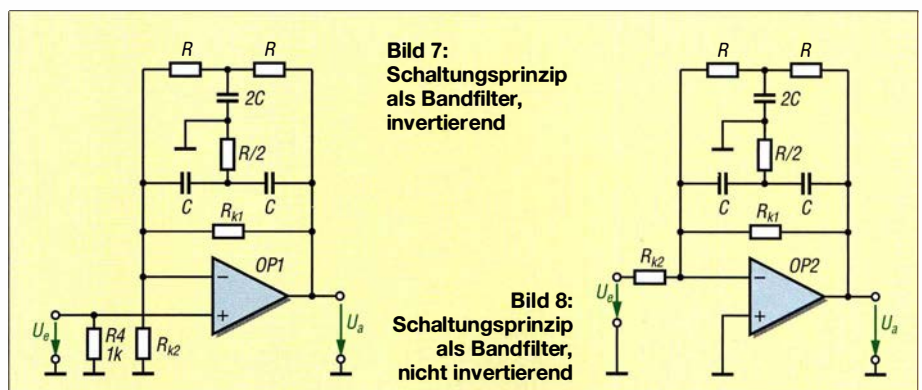 R
R
2C
R/2
C
C
Rk1
OP1
–
+
Ue
R4
1k
Rk2
Ua
Bild 7:
Schaltungsprinzip
als Bandfilter,
invertierend
R
R
2C
R/2
C
C
Rk1
Rk2
OP2
–
+
Ue
Ua
Bild 8:
Schaltungsprinzip
als Bandfilter,
nicht invertierend